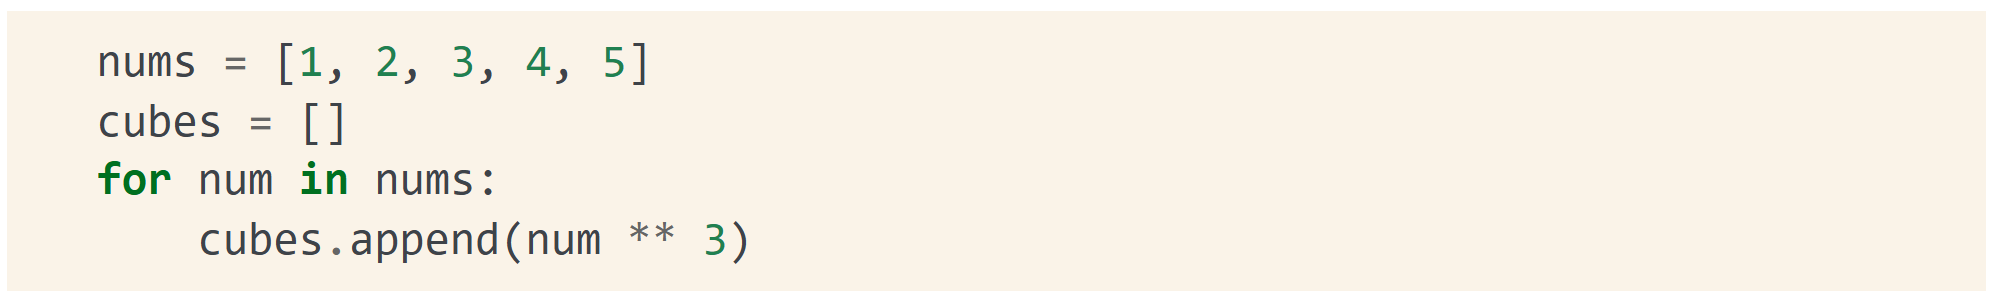 nums = [1, 2, 3, 4, 5]
cubes = []
for num in nums:
    cubes.append(num ** 3)